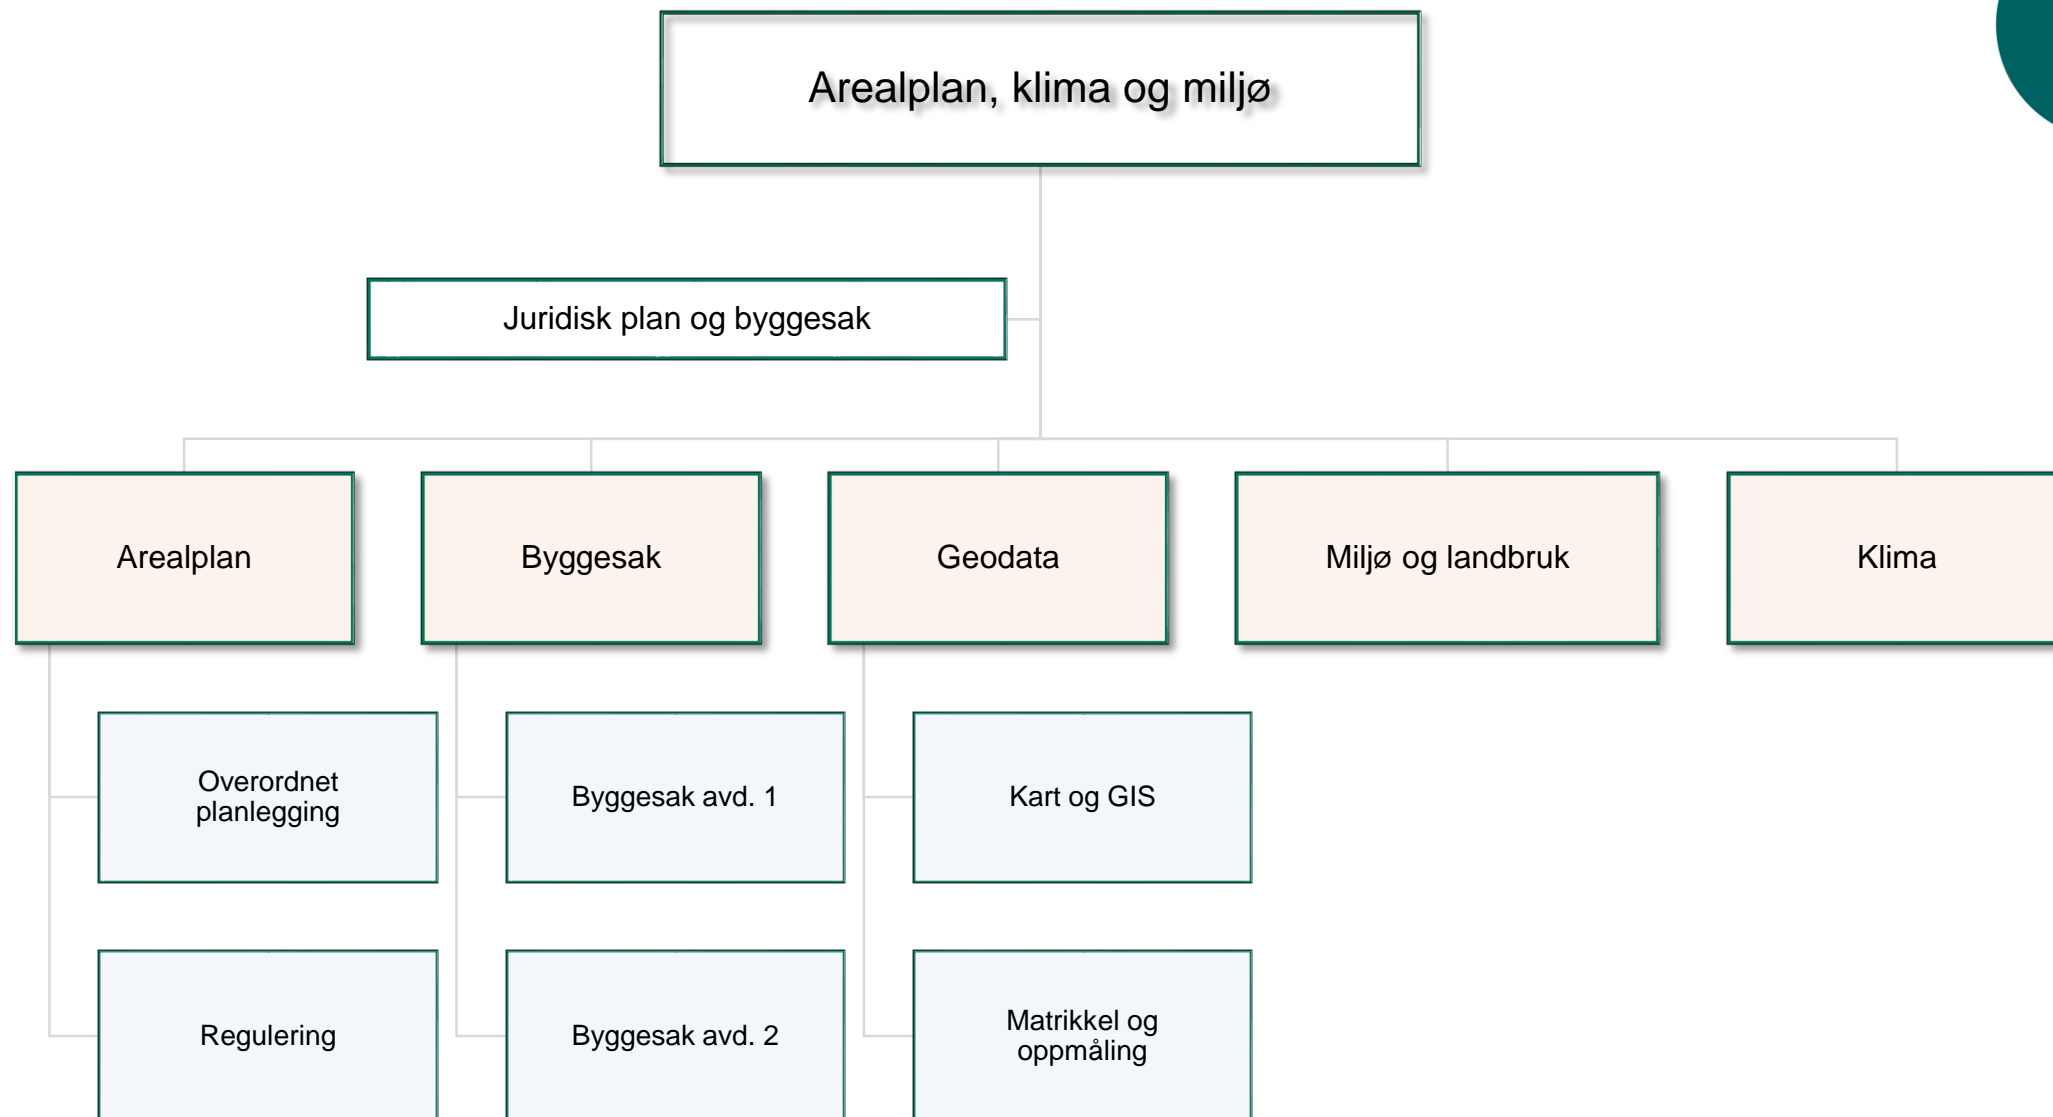 Arealplan, klima og miljø
Juridisk plan og byggesak
Arealplan
Byggesak
Geodata
Miljø og landbruk
Klima
Overordnet
planlegging
Byggesak avd. 1
Kart og GIS
Regulering
Byggesak avd. 2
Matrikkel og
oppmåling